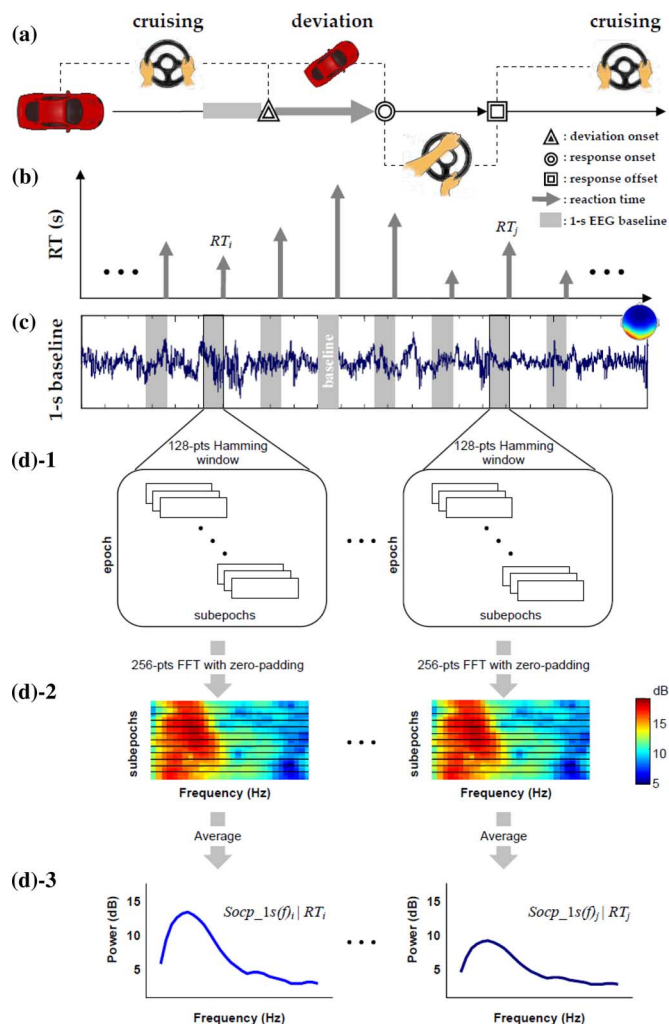 (a)
cruising
deviation
cruising
: deviation onset
: response onset
: response offset
: reaction time
: 1-s EEG baseline
(b)
RT (s)
RTi
RTj
(c)
1-s baseline
baseline
(d)-1
128-pts Hamming
window
128-pts Hamming
window
epoch
subepochs
epoch
subepochs
256-pts FFT with zero-padding
256-pts FFT with zero-padding
(d)-2
subepochs
Frequency (Hz)
subepochs
Frequency (Hz)
dB
15
10
5
Average
Average
(d)-3
Power (dB)
15
10
5
Socp_1s(f)i | RTi
Frequency (Hz)
Power (dB)
15
10
5
Socp_1s(f)j | RTj
Frequency (Hz)